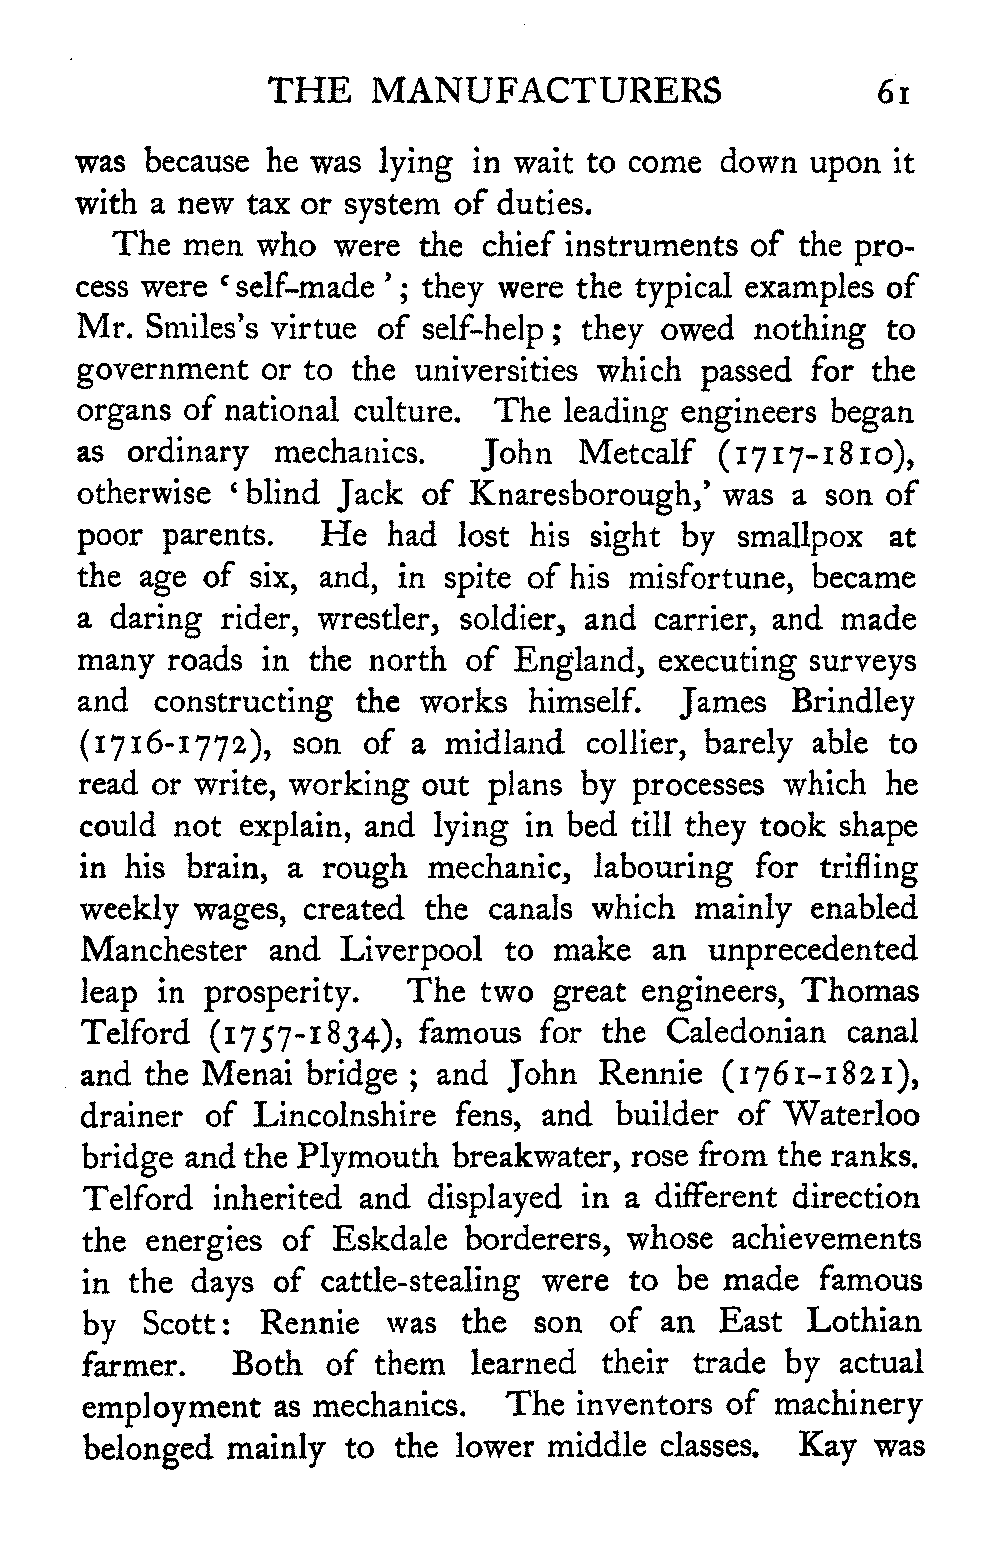 THE MANUFACTURERS 61
was because he was lying in wait to come down upon it
with a new tax or system of duties.
The men who were the chief instruments of the pro-
cess were ‘self-made’; they were the typical examples of
Mr. Smiles's virtue of self-help; they owed nothing to
government or to the universities which passed for the
organs of national culture. The leading engineers began
as ordinary mechanics. John Metcalf (1717-1810),
otherwise ‘blind Jack of Knaresborough,’ was a son of
poor parents. He had lost his sight by smallpox at
the age of six, and, in spite of his misfortune, became
a daring rider, wrestler, soldier, and carrier, and made
many roads in the north of England, executing surveys
and constructing the works himself. James Brindley
(1716-1772), son of a midland collier, barely able to
read or write, working out plans by processes which he
could not explain, and lying in bed till they took shape
in his brain, a rough mechanic, labouring for trifling
weekly wages, created the canals which mainly enabled
Manchester and Liverpool to make an unprecedented
leap in prosperity. The two great engineers, Thomas
Telford (1757-1834), famous for the Caledonian canal
and the Menai bridge; and John Rennie (1761-1821),
drainer of Lincolnshire fens, and builder of Waterloo
bridge and the Plymouth breakwater, rose from the ranks.
Telford inherited and displayed in a different direction
the energies of Eskdale borderers, whose achievements
in the days of cattle-stealing were to be made famous
by Scott: Rennie was the son of an East Lothian
farmer. Both of them learned their trade by actual
employment as mechanics. The inventors of machinery
belonged mainly to the lower middle classes. Kay was